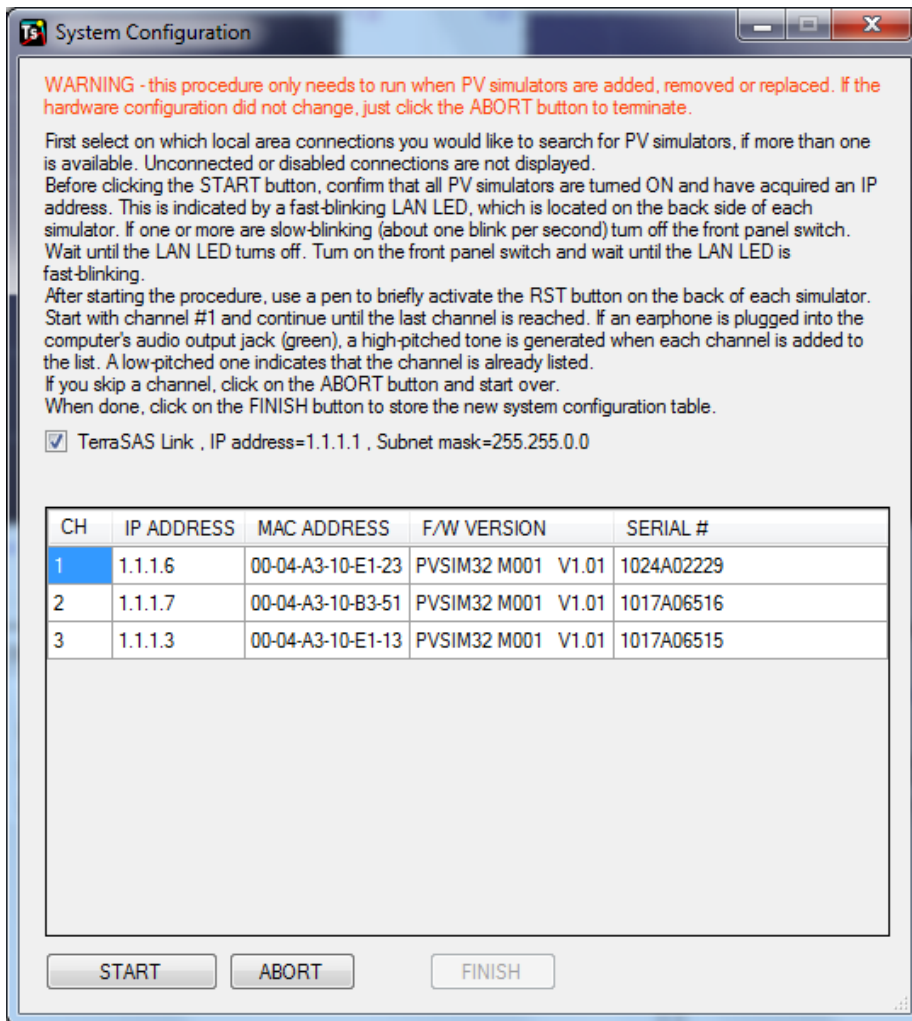 Ts System Configuration
WARNING - this procedure only needs to run when PV simulators are added, removed or replaced. If the
hardware configuration did not change, just click the ABORT button to terminate.
First select on which local area connections you would like to search for PV simulators, if more than one
is available. Unconnected or disabled connections are not displayed.
Before clicking the START button, confirm that all PV simulators are turned ON and have acquired an IP
address. This is indicated by a fast-blinking LAN LED, which is located on the back side of each
simulator. If one or more are slow-blinking (about one blink per second) turn off the front panel switch.
Wait until the LAN LED turns off. Turn on the front panel switch and wait until the LAN LED is
fast-blinking.
After starting the procedure, use a pen to briefly activate the RST button on the back of each simulator.
Start with channel #1 and continue until the last channel is reached. If an earphone is plugged into the
computer's audio output jack (green), a high-pitched tone is generated when each channel is added to
the list. A low-pitched one indicates that the channel is already listed.
If you skip a channel, click on the ABORT button and start over.
When done, click on the FINISH button to store the new system configuration table.
TerraSAS Link , IP address=1.1.1.1 , Subnet mask=255.255.0.0
CH IP ADDRESS MAC ADDRESS F/W VERSION SERIAL #
1 1.1.1.6 00-04-A3-10-E1-23 PVSIM32 M001 V1.01 1024A02229
2 1.1.1.7 00-04-A3-10-B3-51 PVSIM32 M001 V1.01 1017A06516
3 1.1.1.3 00-04-A3-10-E1-13 PVSIM32 M001 V1.01 1017A06515
START ABORT FINISH